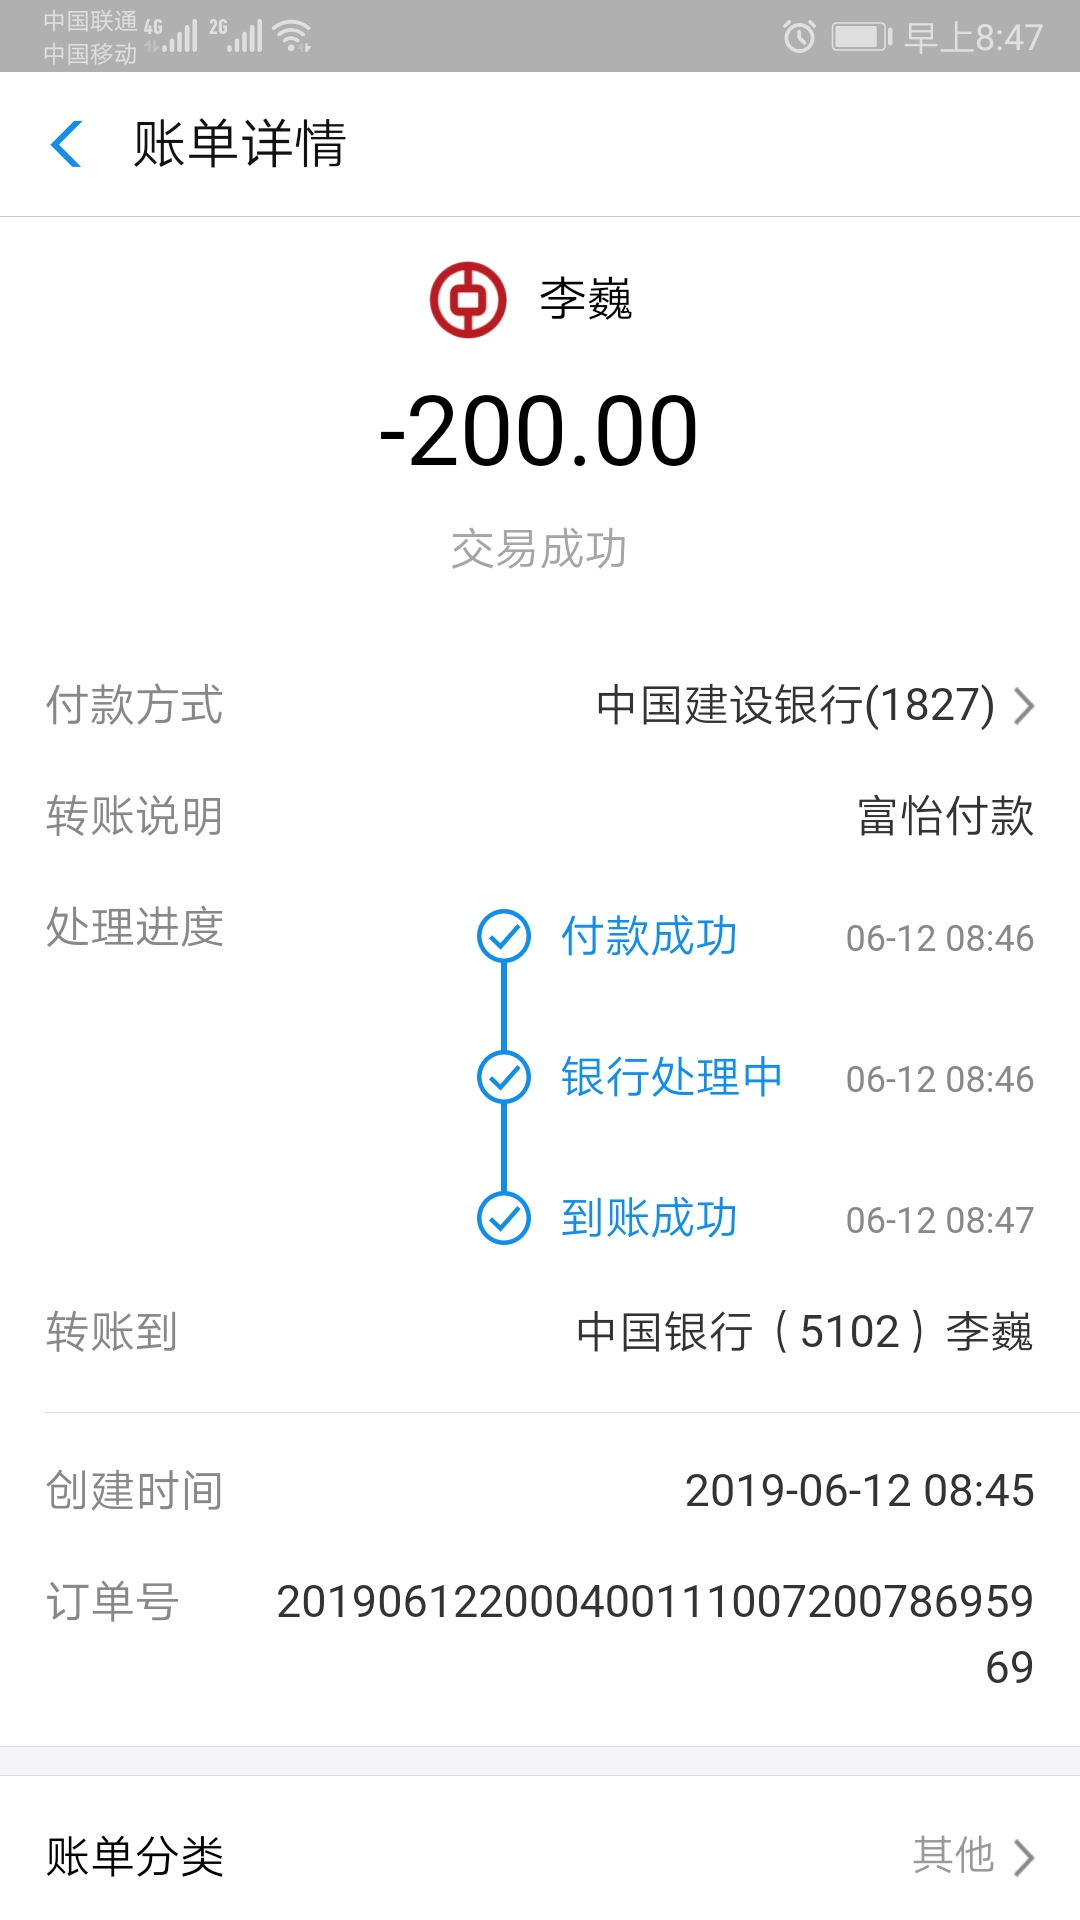 中国联通 4G 2G 早上8:47
中国移动
账单详情
李巍
-200.00
交易成功
付款方式 中国建设银行(1827)
转账说明 富怡付款
处理进度 付款成功 06-12 08:46
银行处理中 06-12 08:46
到账成功 06-12 08:47
转账到 中国银行（5102）李巍
创建时间 2019-06-12 08:45
订单号 201906122000400111007200786959
69
账单分类 其他